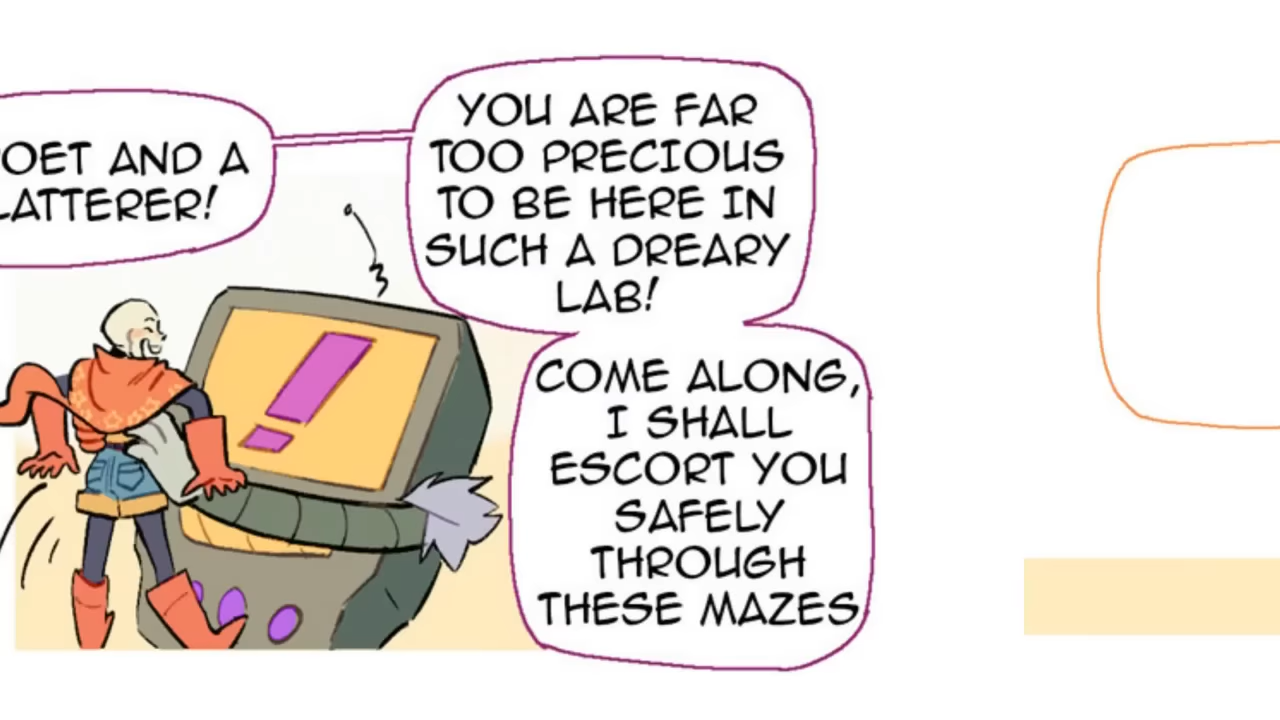 OET AND A
LATTERER!
YOU ARE FAR
TOO PRECIOUS
TO BE HERE IN
SUCH A DREARY
LAB!
COME ALONG,
I SHALL
ESCORT YOU
SAFELY
THROUGH
THESE MAZES
!